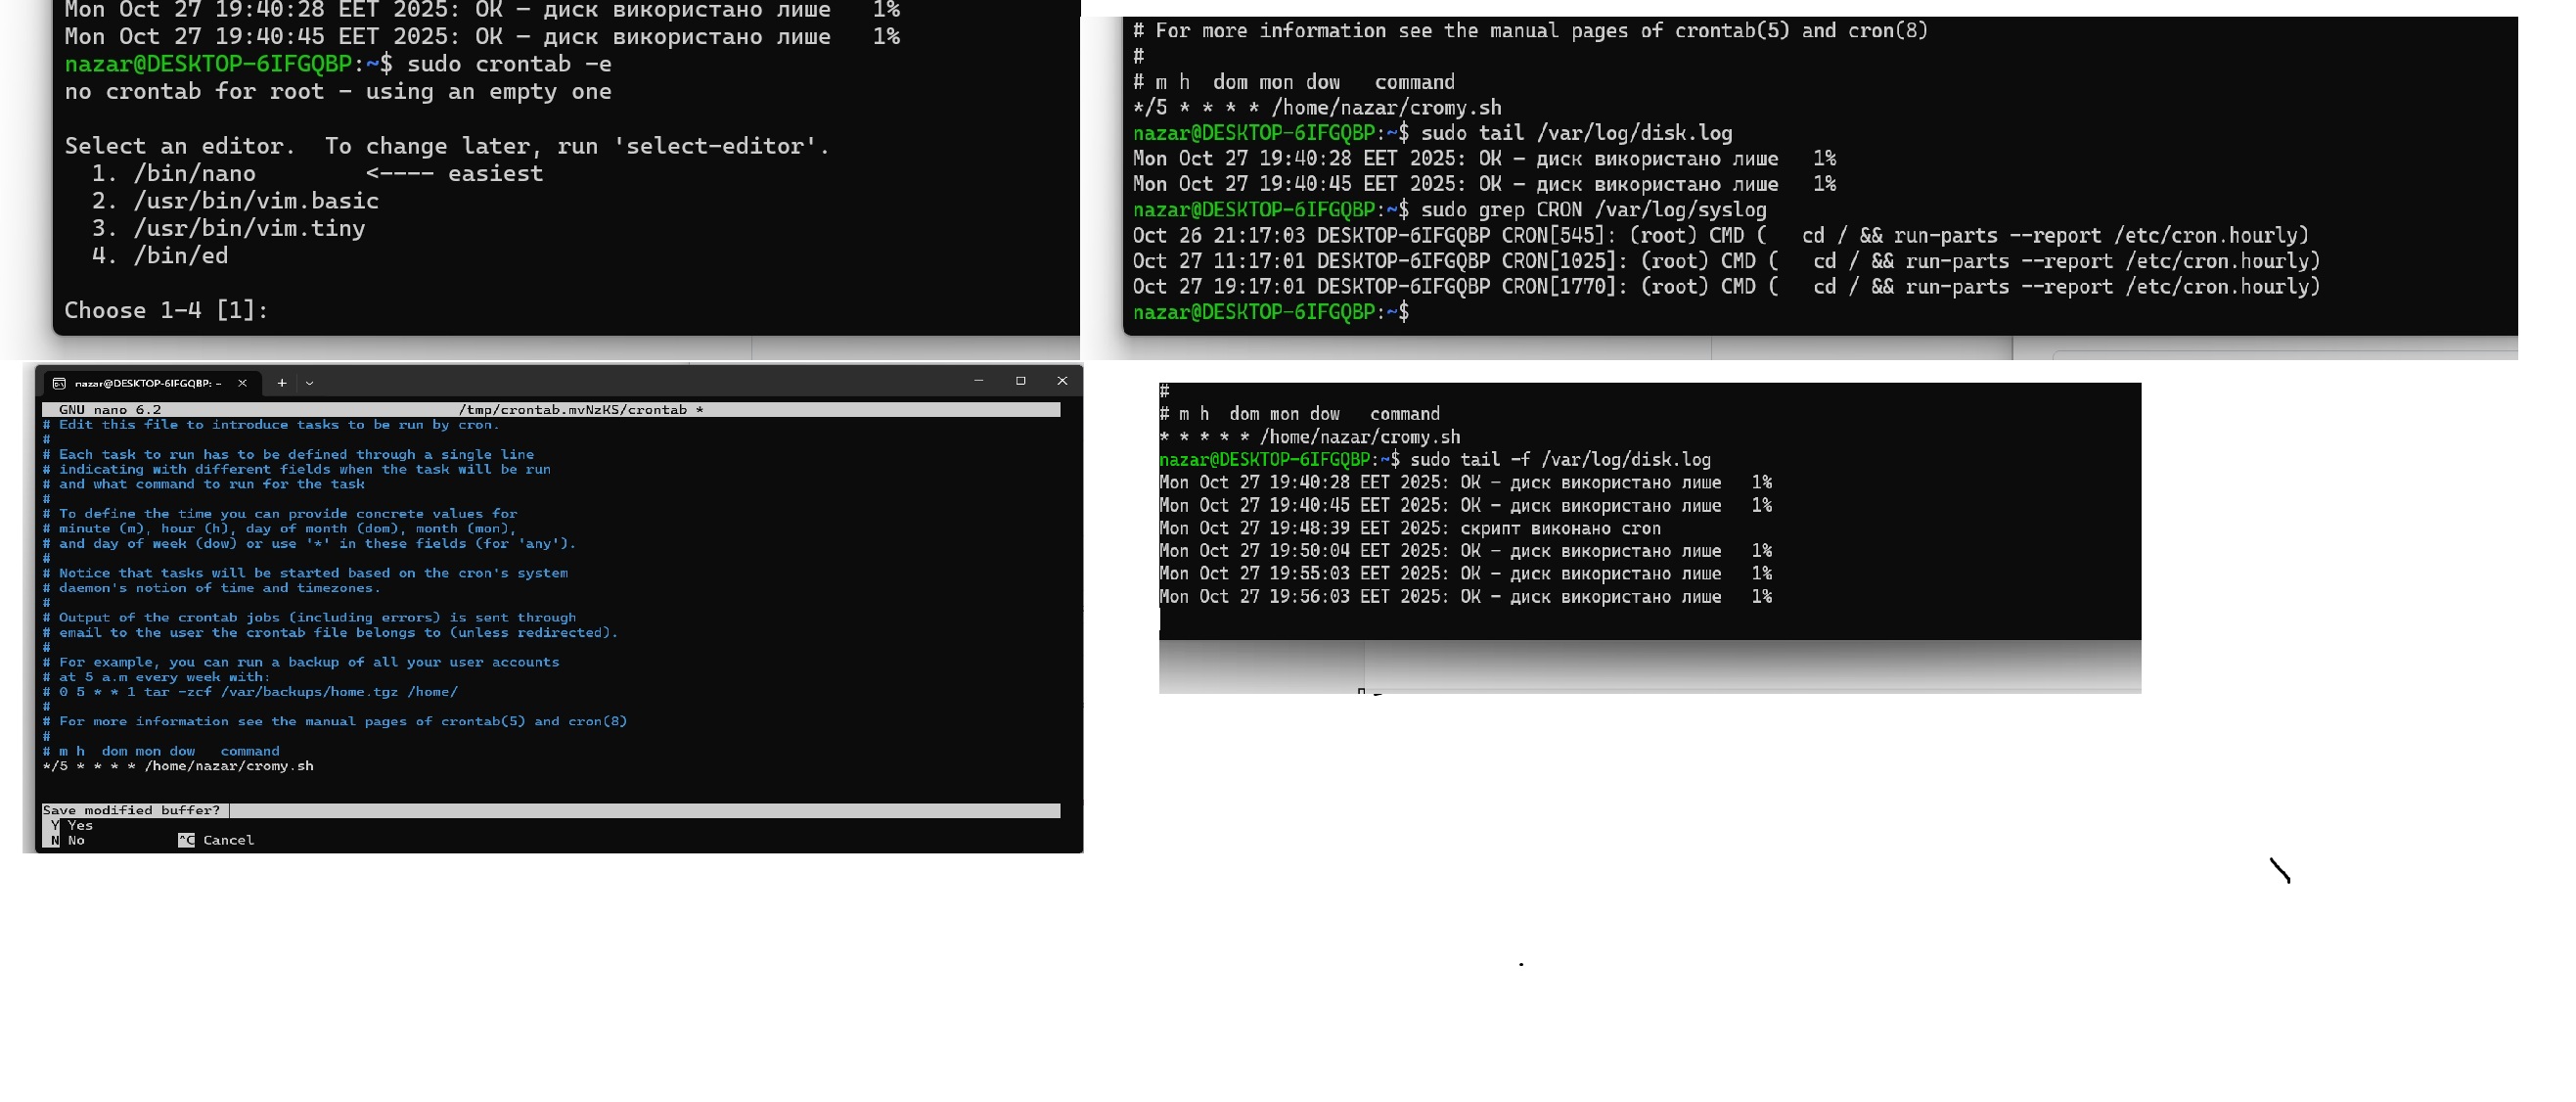 Mon Oct 27 19:40:28 EET 2025: OK — диск використано лише   1%
Mon Oct 27 19:40:45 EET 2025: OK — диск використано лише   1%
nazar@DESKTOP-6IFGQBP:~$ sudo crontab -e
no crontab for root - using an empty one
Select an editor.  To change later, run 'select-editor'.
  1. /bin/nano        <---- easiest
  2. /usr/bin/vim.basic
  3. /usr/bin/vim.tiny
  4. /bin/ed
Choose 1-4 [1]:
# For more information see the manual pages of crontab(5) and cron(8)
#
# m h  dom mon dow   command
*/5 * * * * /home/nazar/cromy.sh
nazar@DESKTOP-6IFGQBP:~$ sudo tail /var/log/disk.log
Mon Oct 27 19:40:28 EET 2025: OK — диск використано лише   1%
Mon Oct 27 19:40:45 EET 2025: OK — диск використано лише   1%
nazar@DESKTOP-6IFGQBP:~$ sudo grep CRON /var/log/syslog
Oct 26 21:17:03 DESKTOP-6IFGQBP CRON[545]: (root) CMD (   cd / && run-parts --report /etc/cron.hourly)
Oct 27 11:17:01 DESKTOP-6IFGQBP CRON[1025]: (root) CMD (   cd / && run-parts --report /etc/cron.hourly)
Oct 27 19:17:01 DESKTOP-6IFGQBP CRON[1770]: (root) CMD (   cd / && run-parts --report /etc/cron.hourly)
nazar@DESKTOP-6IFGQBP:~$
nazar@DESKTOP-6IFGQBP: ~
GNU nano 6.2                    /tmp/crontab.mvNzKS/crontab *
# Edit this file to introduce tasks to be run by cron.
#
# Each task to run has to be defined through a single line
# indicating with different fields when the task will be run
# and what command to run for the task
#
# To define the time you can provide concrete values for
# minute (m), hour (h), day of month (dom), month (mon),
# and day of week (dow) or use '*' in these fields (for 'any').
#
# Notice that tasks will be started based on the cron's system
# daemon's notion of time and timezones.
#
# Output of the crontab jobs (including errors) is sent through
# email to the user the crontab file belongs to (unless redirected).
#
# For example, you can run a backup of all your user accounts
# at 5 a.m every week with:
# 0 5 * * 1 tar -zcf /var/backups/home.tgz /home/
#
# For more information see the manual pages of crontab(5) and cron(8)
#
# m h  dom mon dow   command
*/5 * * * * /home/nazar/cromy.sh
Save modified buffer?
Y Yes
N No           ^C Cancel
#
# m h  dom mon dow   command
* * * * * /home/nazar/cromy.sh
nazar@DESKTOP-6IFGQBP:~$ sudo tail -f /var/log/disk.log
Mon Oct 27 19:40:28 EET 2025: OK — диск використано лише   1%
Mon Oct 27 19:40:45 EET 2025: OK — диск використано лише   1%
Mon Oct 27 19:48:39 EET 2025: скрипт виконано cron
Mon Oct 27 19:50:04 EET 2025: OK — диск використано лише   1%
Mon Oct 27 19:55:03 EET 2025: OK — диск використано лише   1%
Mon Oct 27 19:56:03 EET 2025: OK — диск використано лише   1%